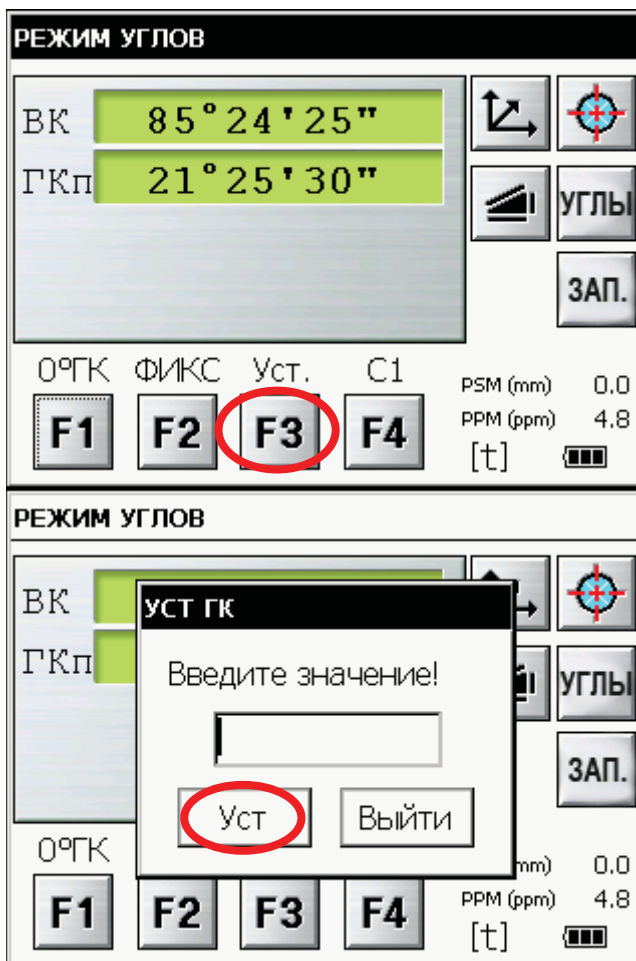 РЕЖИМ УГЛОВ
ВК 85°24'25"
ГКп 21°25'30"
УГЛЫ
ЗАП.
0°ГК ФИКС Уст. С1
F1 F2 F3 F4
PSM (mm) 0.0
PPM (ppm) 4.8
[t]
РЕЖИМ УГЛОВ
ВК
ГКп
УСТ ГК
Введите значение!
Уст Выйти
УГЛЫ
ЗАП.
0°ГК
F1 F2 F3 F4
mm) 0.0
PPM (ppm) 4.8
[t]